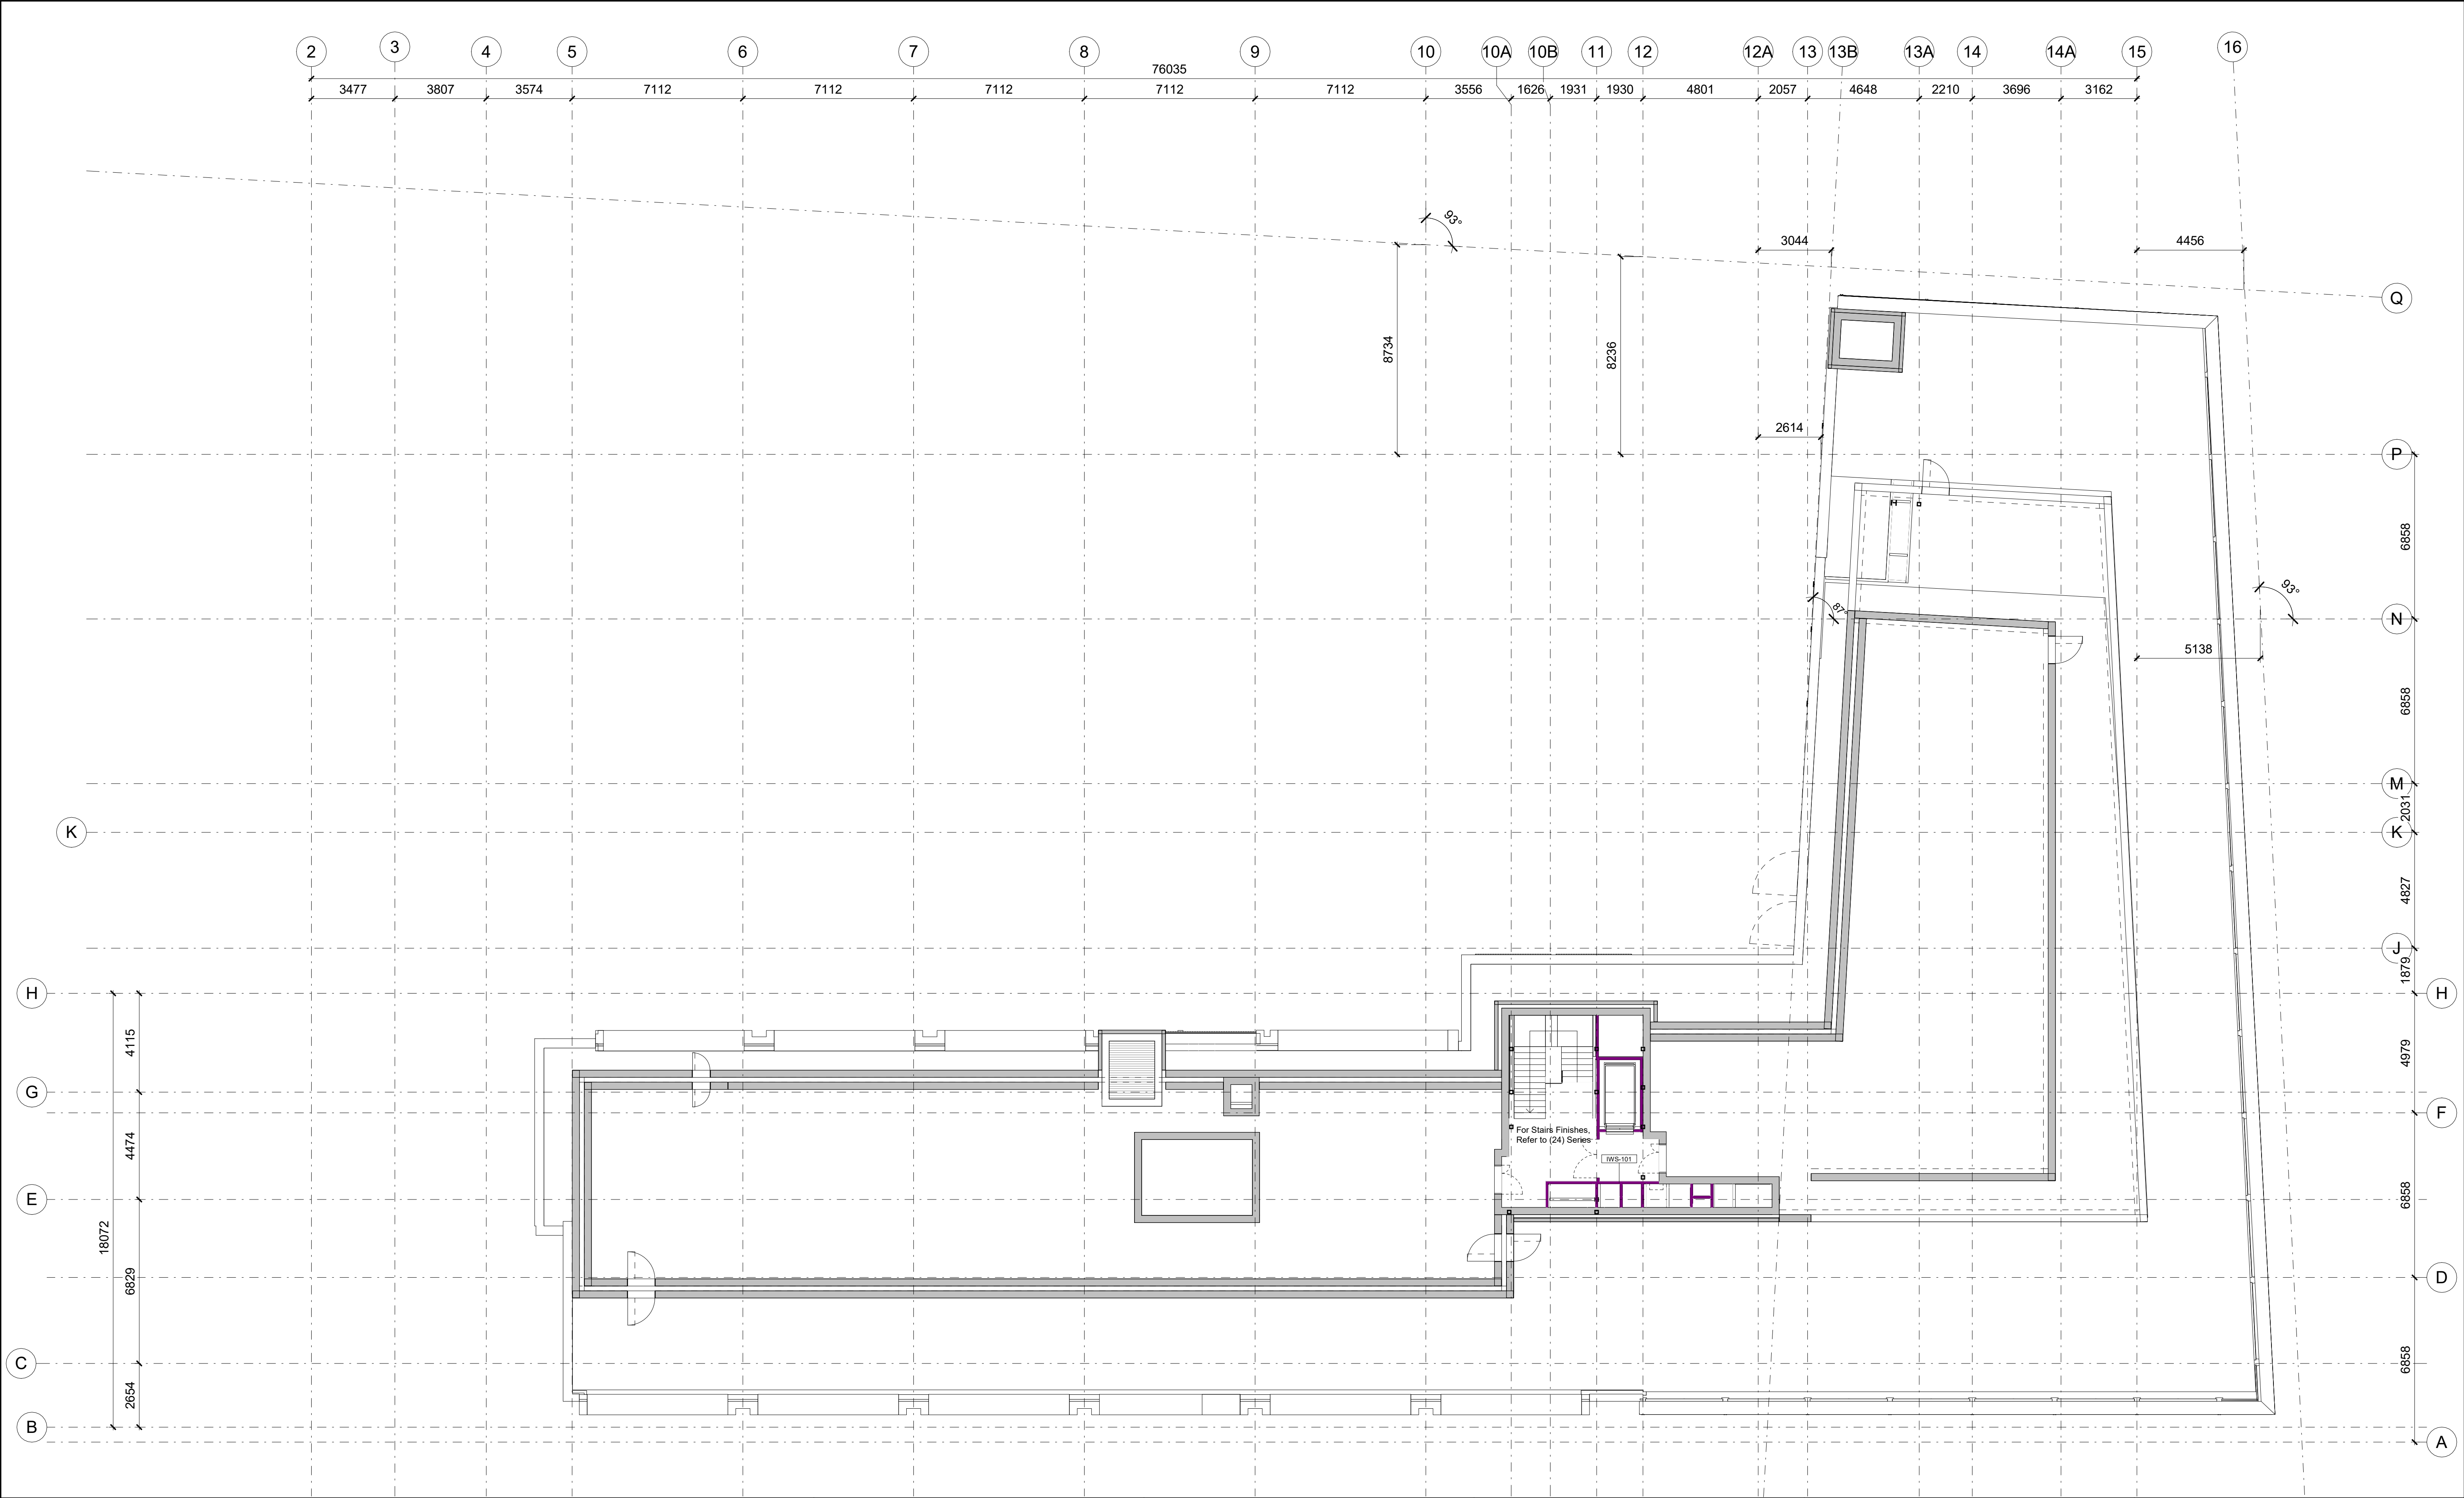 2 3 4 5 6 7 8 9 10 10A 10B 11 12 12A 13 13B 13A 14 14A 15 16
76035
3477 3807 3574 7112 7112 7112 7112 7112 3556 1626 1931 1930 4801 2057 4648 2210 3696 3162
93°
3044
4456
Q
8734
8236
2614
P
6858
93°
87°
N
5138
6858
M
2031
K
K
4827
J
1879
H
H
4115
4979
G
F
For Stairs Finishes,
Refer to (24) Series
4474
IWS-101
E
6858
18072
6829
D
C
6858
2654
B
A